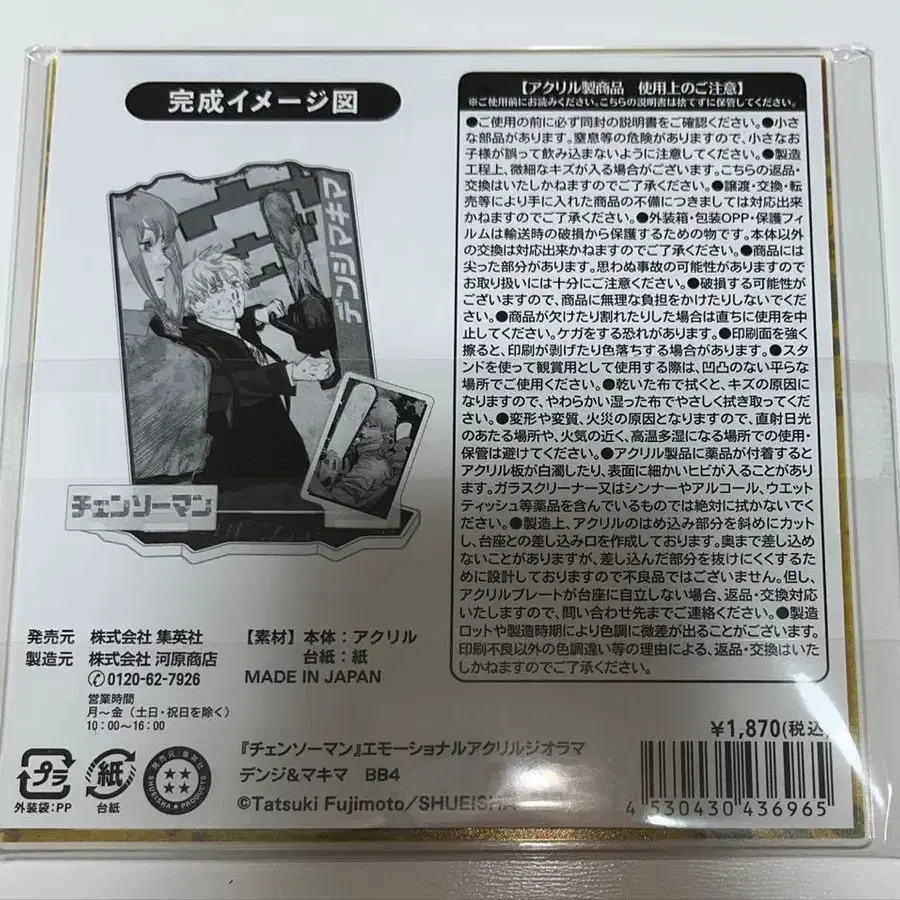 完成イメージ図
デンジ マキマ
チェンソーマン
発売元 株式会社 集英社
製造元 株式会社 河原商店
0120-62-7926
営業時間
月〜金(土日・祝日を除く)
10:00〜16:00
【素材】本体:アクリル
台紙:紙
MADE IN JAPAN
プラ
外装袋:PP
紙
台紙
発売元:集英社
SHUEISHA PRODUCTS
【アクリル製商品 使用上のご注意】
※ご使用前にお読みください。こちらの説明書は捨てずに保管してください。
●ご使用の前に必ず同封の説明書をご確認ください。●小さ
な部品があります。窒息等の危険がありますので、小さなお
子様が誤って飲み込まないように注意してください。●製造
工程上、微細なキズが入る場合がございます。こちらの返品・
交換はいたしかねますのでご了承ください。●譲渡・交換・転
売等により手に入れた商品の不備につきましては対応出来
かねますのでご了承ください。●外装箱・包装OPP・保護フィ
ルムは輸送時の破損から保護するための物です。本体以外
の交換は対応出来かねますのでご了承ください。●商品には
尖った部分があります。思わぬ事故の可能性がありますので
お取り扱いには十分にご注意ください。●破損する可能性が
ございますので、商品に無理な負担をかけたりしないでくだ
さい。●商品が欠けたり割れたりした場合は直ちに使用を中
止してください。ケガをする恐れがあります。●印刷面を強く
擦ると、印刷が剥げたり色落ちする場合があります。●スタ
ンドを使って観賞用として使用する際は、凹凸のない平らな
場所でご使用ください。●乾いた布で拭くと、キズの原因に
なりますので、やわらかい湿った布でやさしく拭き取ってくだ
さい。●変形や変質、火災の原因となりますので、直射日光
のあたる場所や、火気の近く、高温多湿になる場所での使用・
保管は避けてください。●アクリル製品に薬品が付着すると
アクリル板が白濁したり、表面に細かいヒビが入ることがあり
ます。ガラスクリーナー又はシンナーやアルコール、ウエット
ティッシュ等薬品を含んでいるものでは絶対に拭かないでく
ださい。●製造上、アクリルのはめ込み部分を斜めにカット
し、台座との差し込み口を作成しております。奥まで差し込め
ないことがありますが、差し込んだ部分を抜けにくくするた
めに設計しておりますので不良品ではございません。但し、
アクリルプレートが台座に自立しない場合、返品・交換対応
いたしますので、問い合わせ先までご連絡ください。●製造
ロットや製造時期により色調に微差が出ることがございます。
印刷不良以外の色調違い等の理由による、返品・交換はいた
しかねますのでご了承ください。
¥1,870(税込)
『チェンソーマン』エモーショナルアクリルジオラマ
デンジ&マキマ BB4
©Tatsuki Fujimoto/SHUEISHA
4 530430 436965